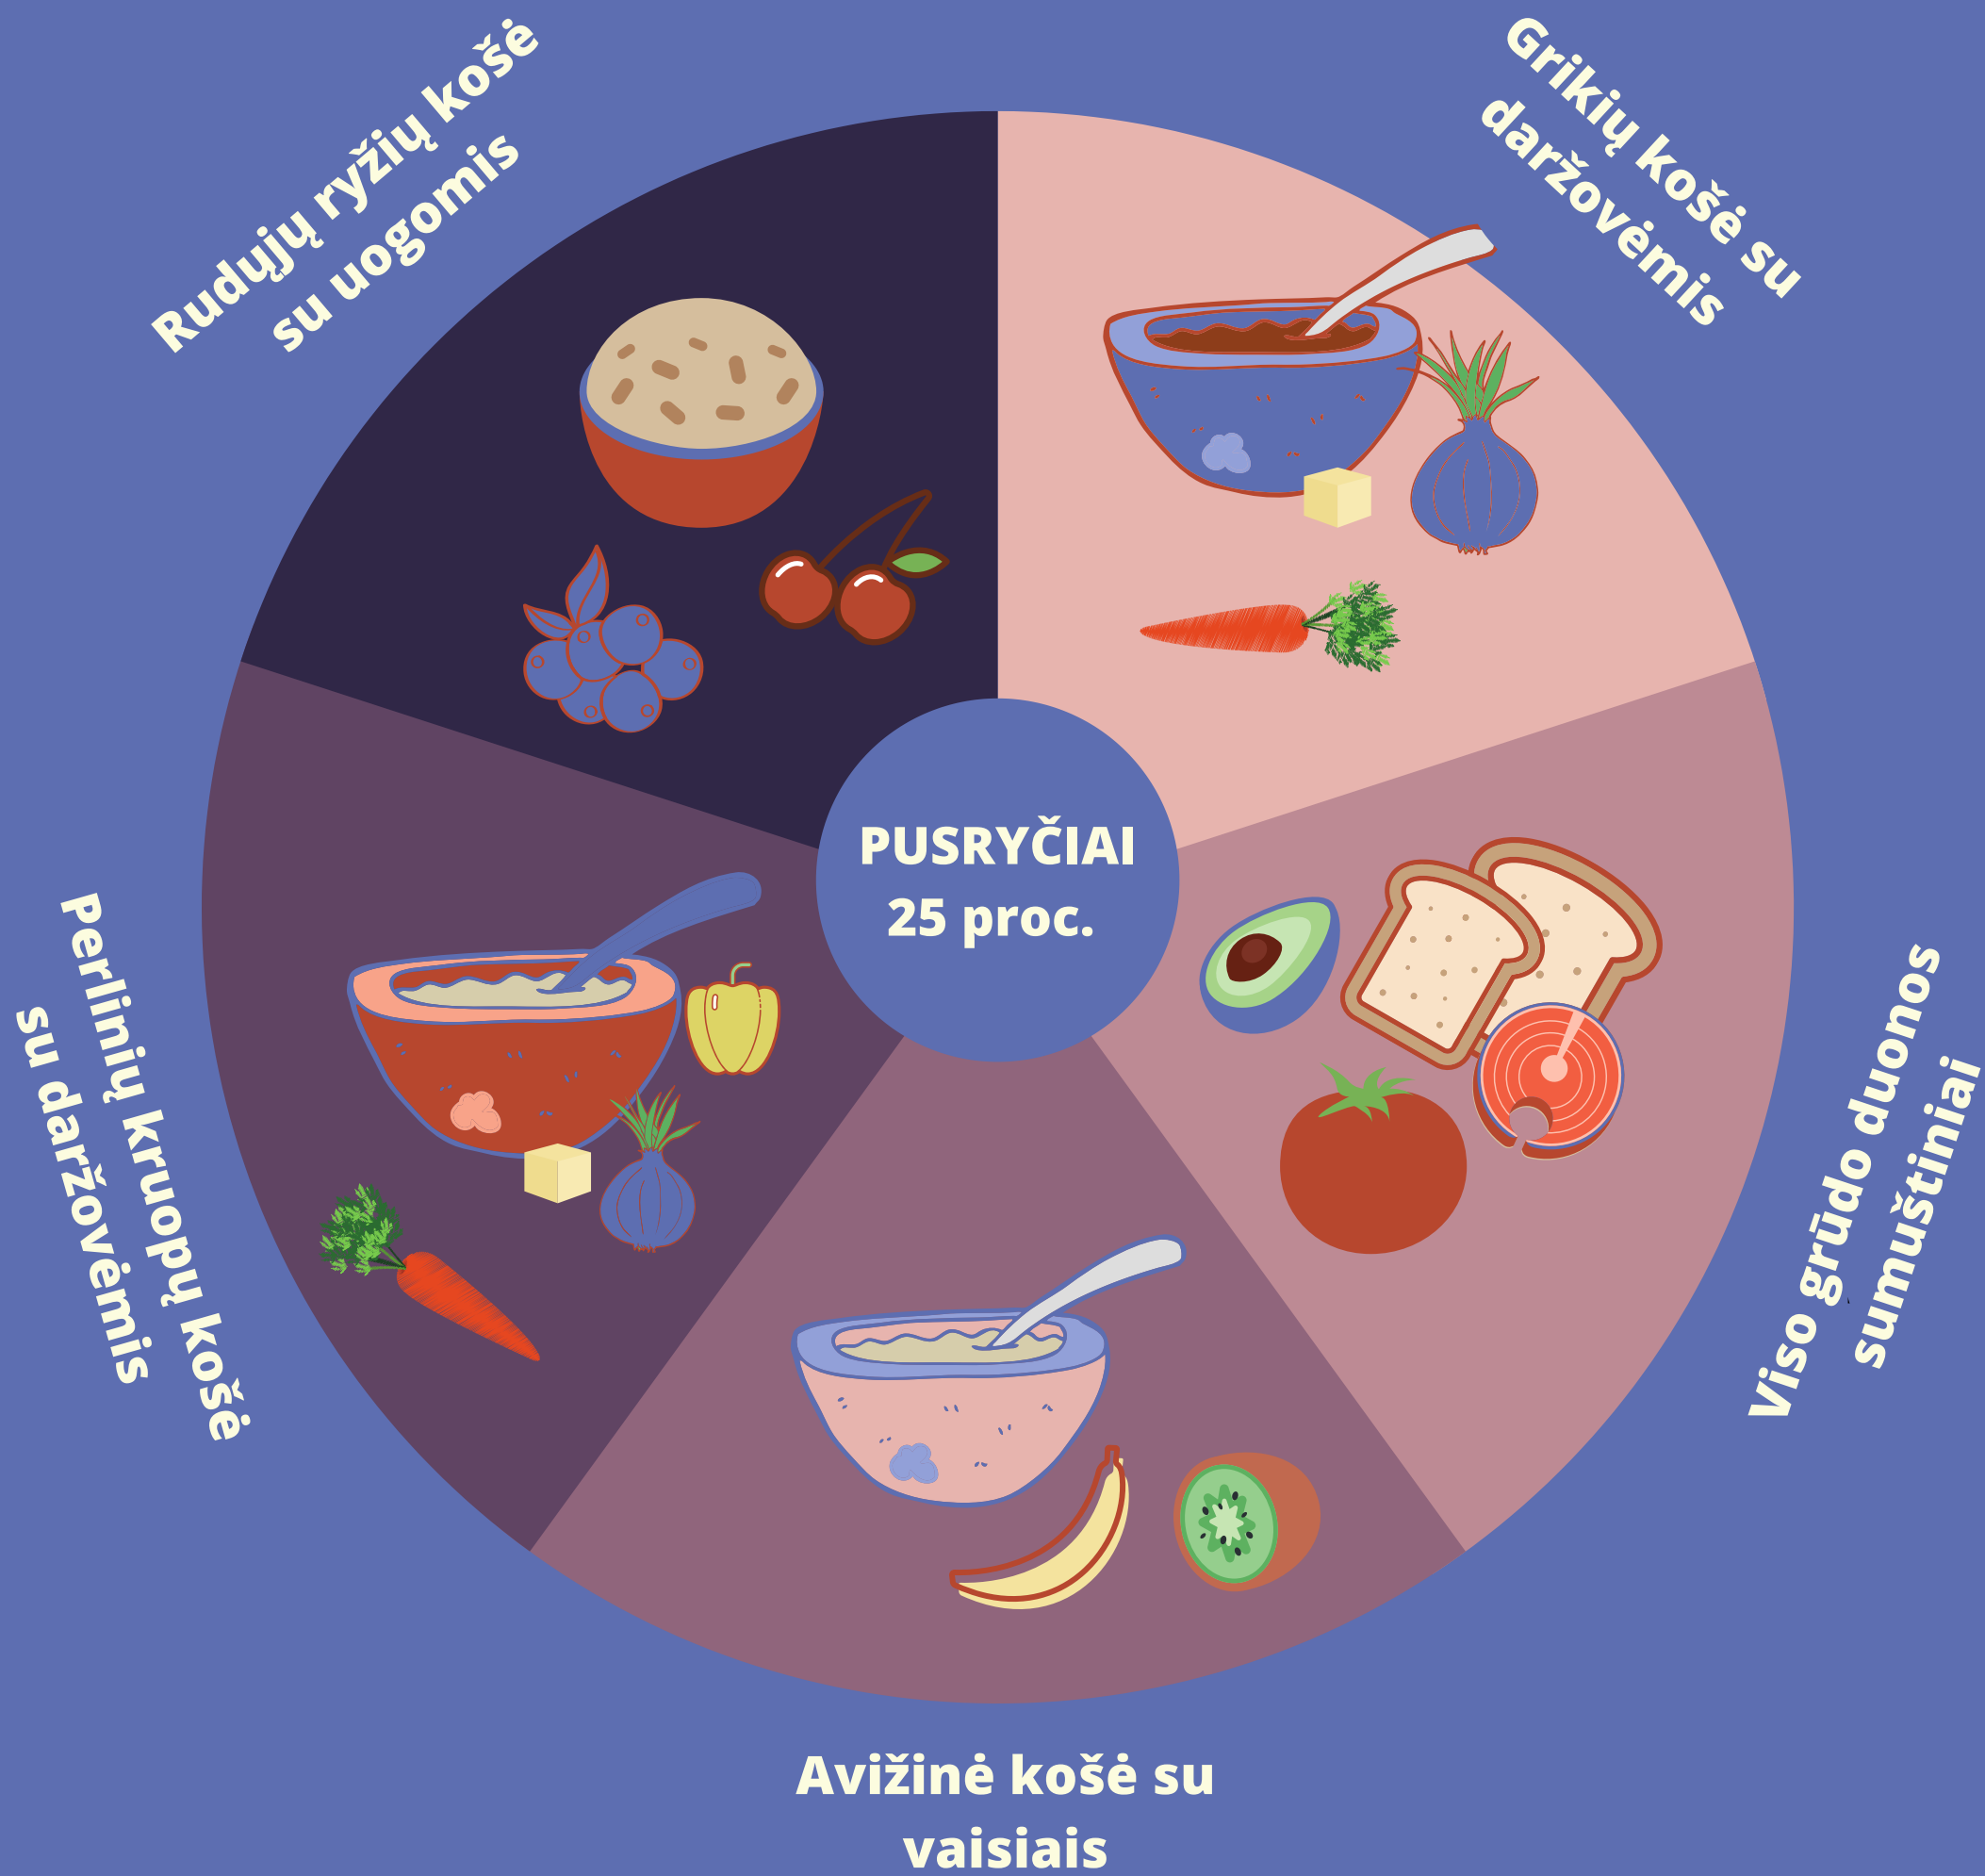 Rudųjų ryžių košė
su uogomis
Grikių košė su
daržovėmis
PUSRYČIAI
25 proc.
Perlinių kruopų košė
su daržovėmis
Viso grūdo duonos
sumuštiniai
Avižinė košė su
vaisiais